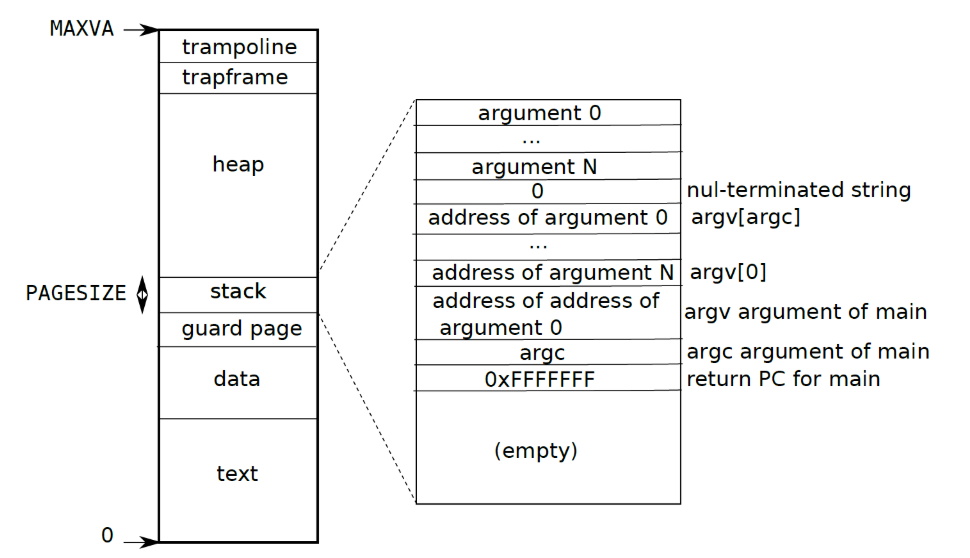 MAXVA
trampoline
trapframe
heap
PAGESIZE
stack
guard page
data
text
0
argument 0
...
argument N
0
nul-terminated string
address of argument 0
argv[argc]
...
address of argument N
argv[0]
address of address of
argument 0
argv argument of main
argc
argc argument of main
0xFFFFFFF
return PC for main
(empty)